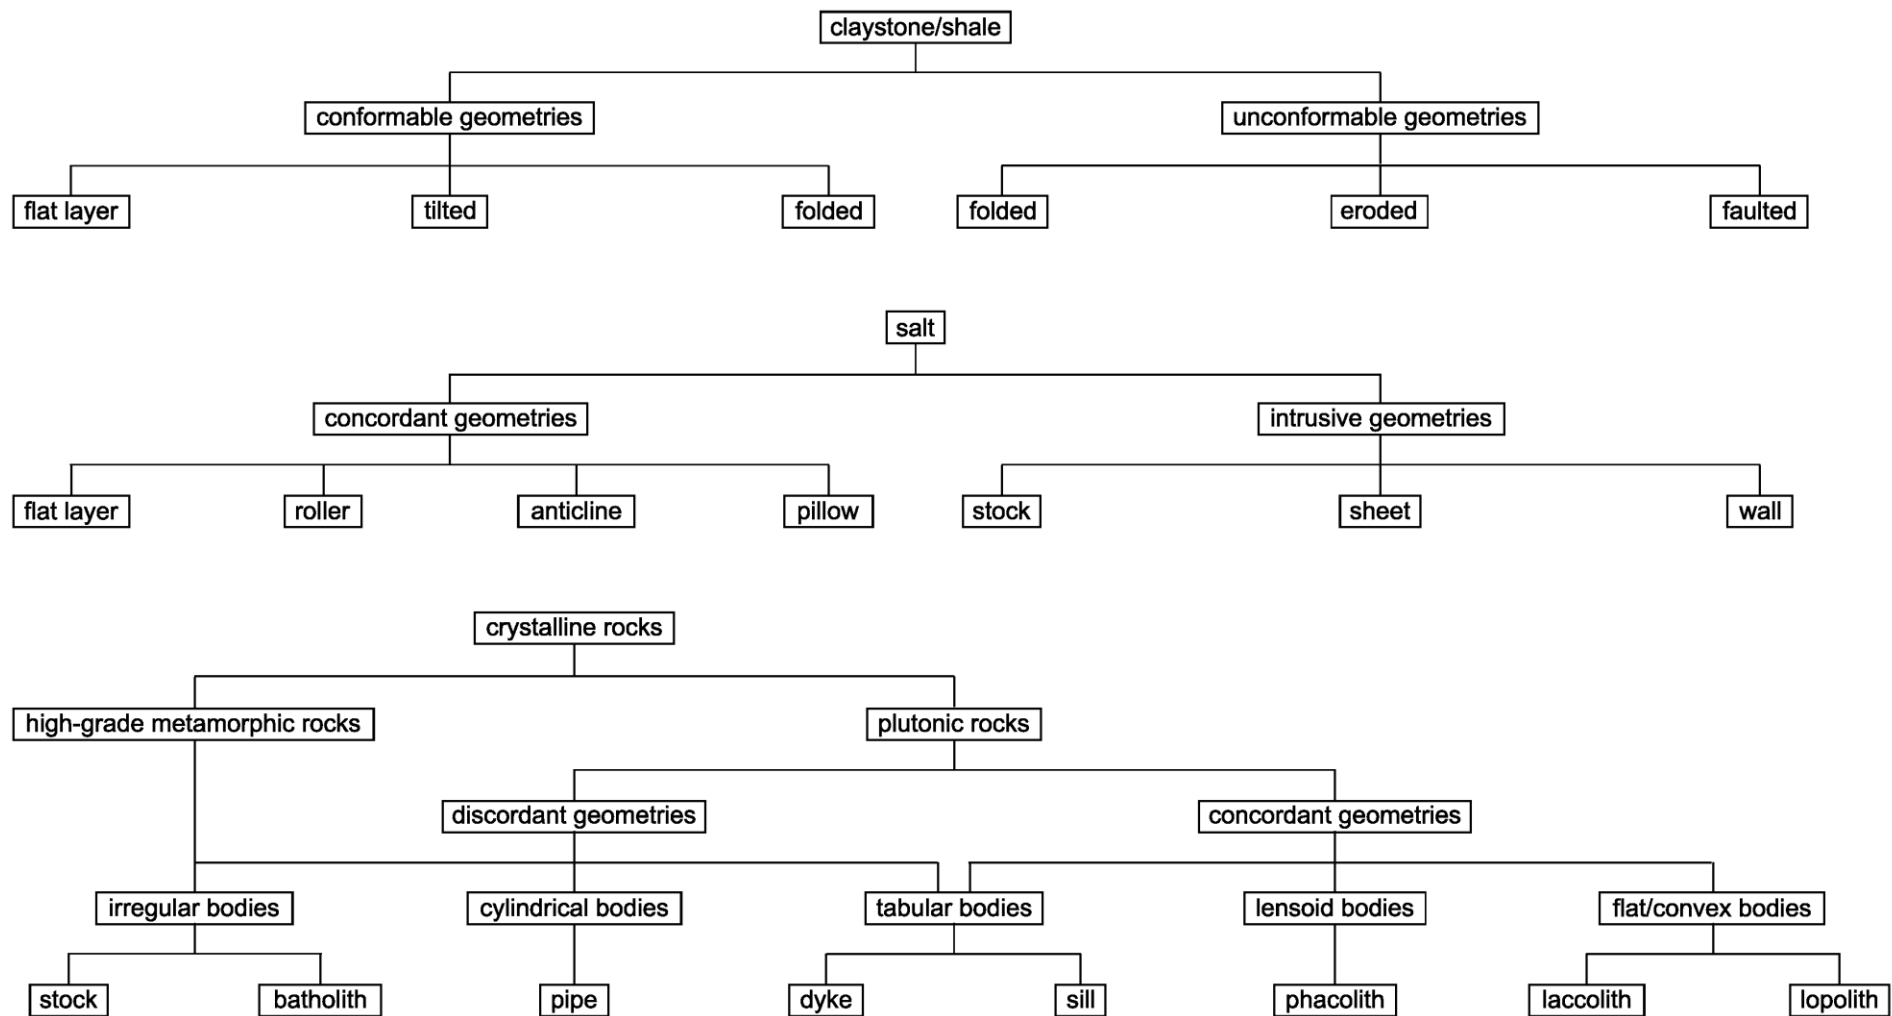 claystone/shale
conformable geometries
unconformable geometries
flat layer
tilted
folded
folded
eroded
faulted
salt
concordant geometries
intrusive geometries
flat layer
roller
anticline
pillow
stock
sheet
wall
crystalline rocks
high-grade metamorphic rocks
plutonic rocks
discordant geometries
concordant geometries
irregular bodies
cylindrical bodies
tabular bodies
lensoid bodies
flat/convex bodies
stock
batholith
pipe
dyke
sill
phacolith
laccolith
lopolith